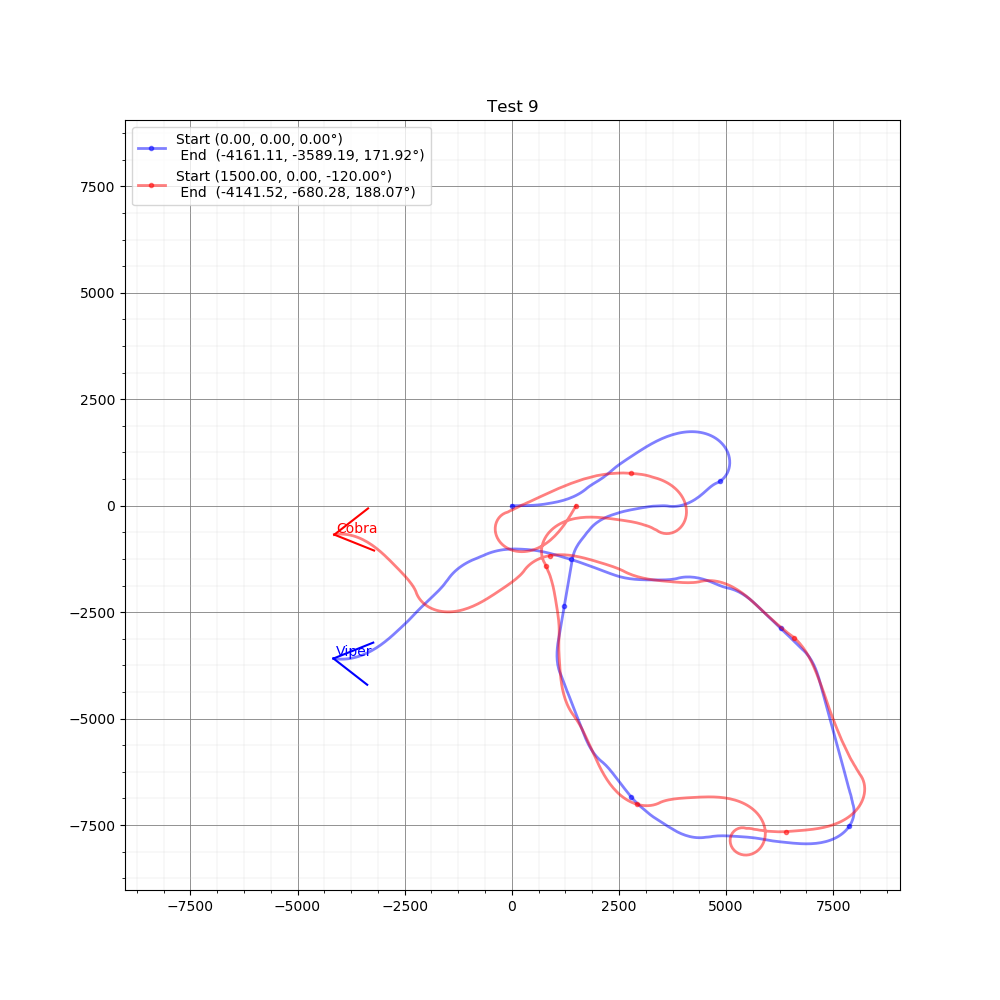 Test 9
Start (0.00, 0.00, 0.00°)
End  (-4161.11, -3589.19, 171.92°)
Start (1500.00, 0.00, -120.00°)
End  (-4141.52, -680.28, 188.07°)
7500
5000
2500
0
−2500
−5000
−7500
Cobra
Viper
−7500 −5000 −2500 0 2500 5000 7500